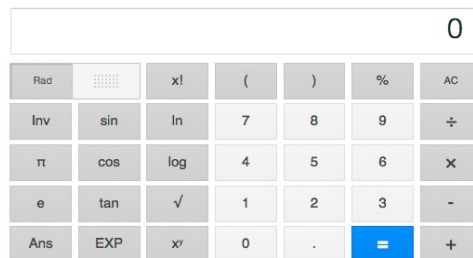 0
Rad x! ( ) % AC
Inv sin ln 7 8 9 ÷
π cos log 4 5 6 ×
e tan √ 1 2 3 -
Ans EXP xʸ 0 . = +